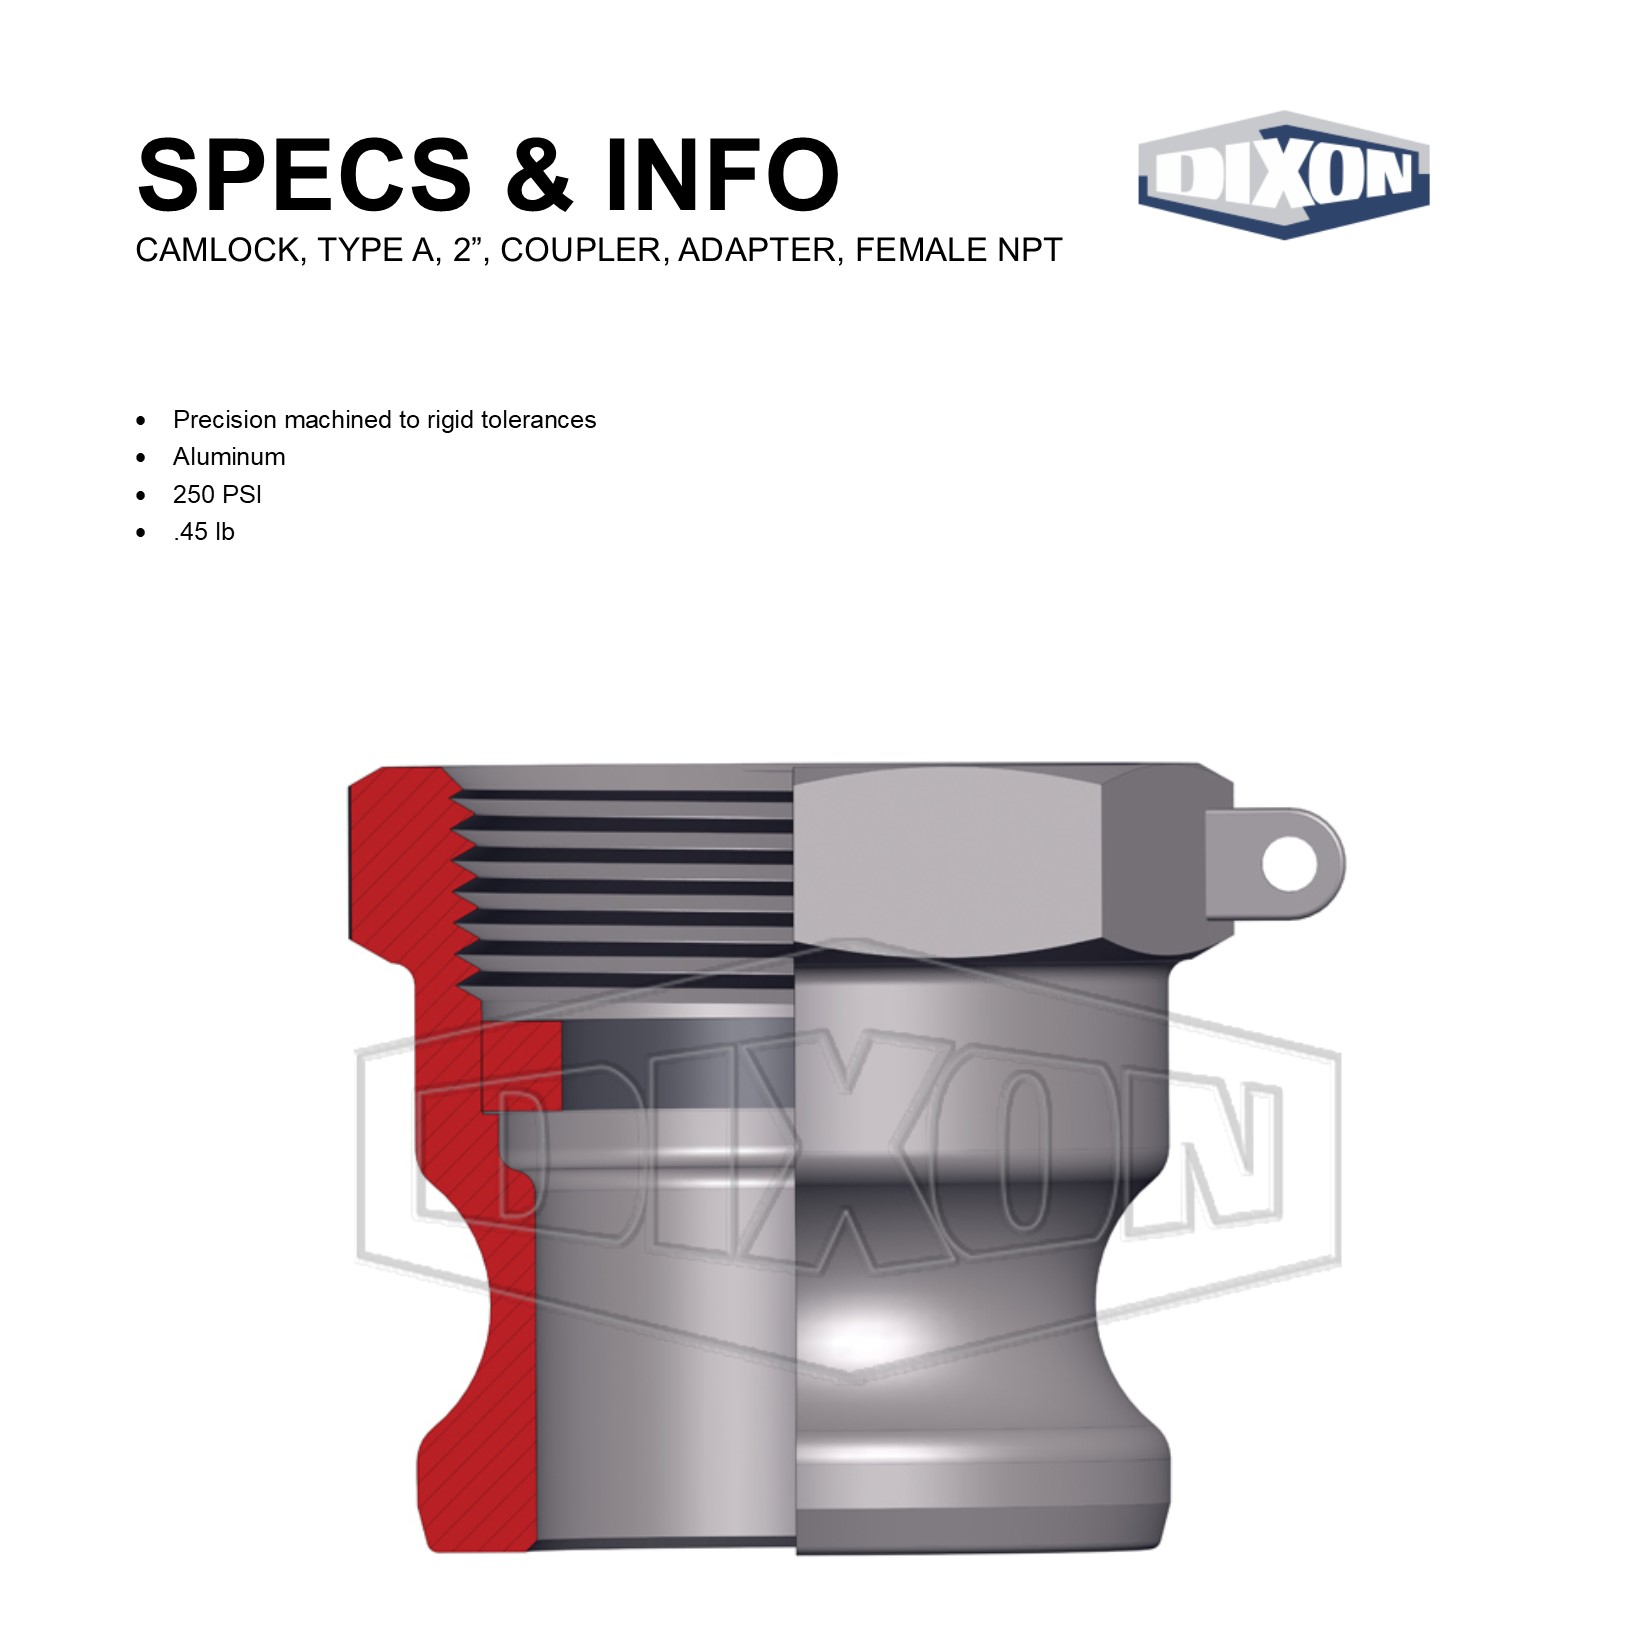 SPECS & INFO
DIXON
CAMLOCK, TYPE A, 2”, COUPLER, ADAPTER, FEMALE NPT
• Precision machined to rigid tolerances
• Aluminum
• 250 PSI
• .45 lb
DIXON